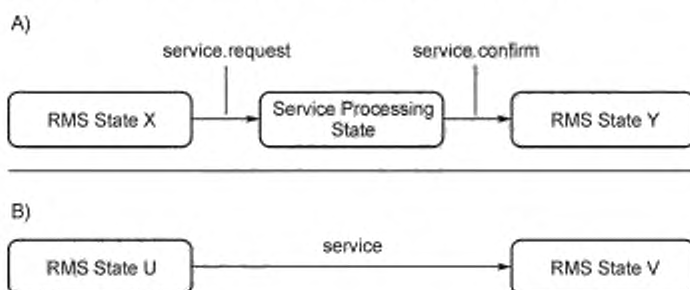 A)
service.request
service.confirm
RMS State X
Service Processing
State
RMS State Y
B)
RMS State U
service
RMS State V